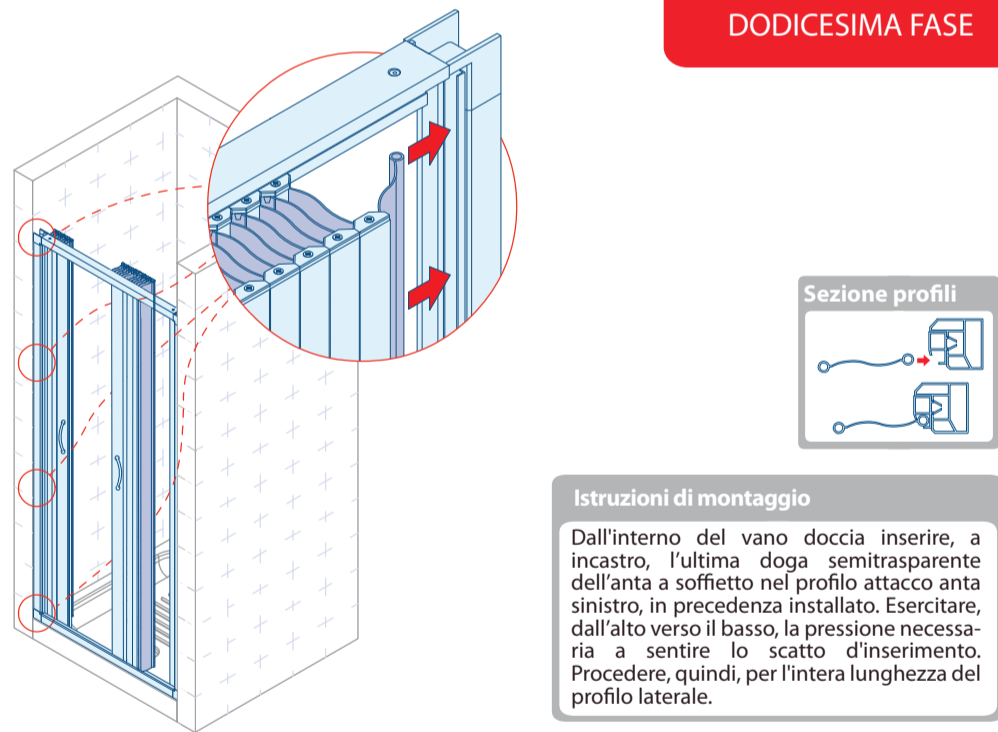 DODICESIMA FASE
Sezione profili
Istruzioni di montaggio
Dall'interno del vano doccia inserire, a
incastro, l’ultima doga semitrasparente
dell’anta a soffietto nel profilo attacco anta
sinistro, in precedenza installato. Esercitare,
dall’alto verso il basso, la pressione necessa-
ria a sentire lo scatto d'inserimento.
Procedere, quindi, per l'intera lunghezza del
profilo laterale.